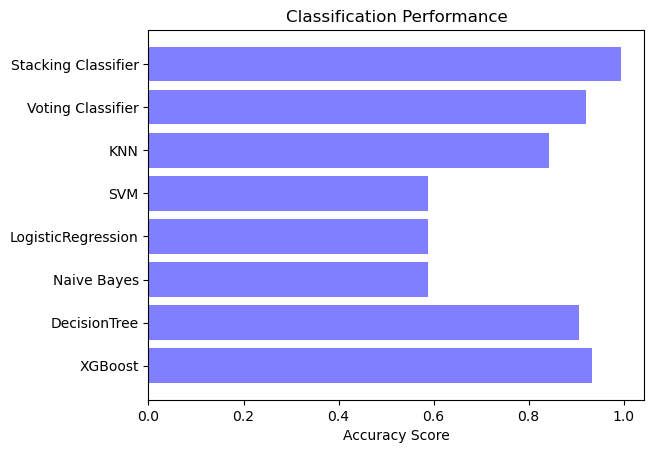 Classification Performance
Stacking Classifier
Voting Classifier
KNN
SVM
LogisticRegression
Naive Bayes
DecisionTree
XGBoost
0.0 0.2 0.4 0.6 0.8 1.0
Accuracy Score